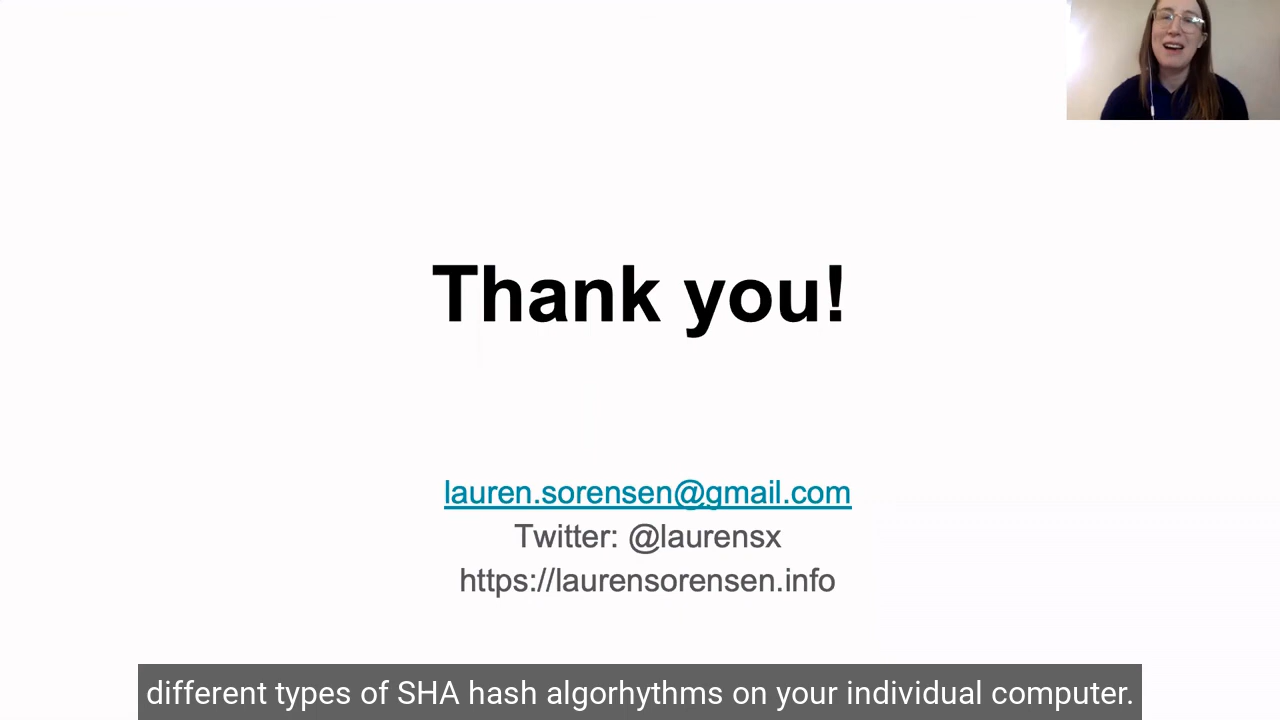 Thank you!
lauren.sorensen@gmail.com
Twitter: @laurensx
https://laurensorensen.info
different types of SHA hash algorhythms on your individual computer.